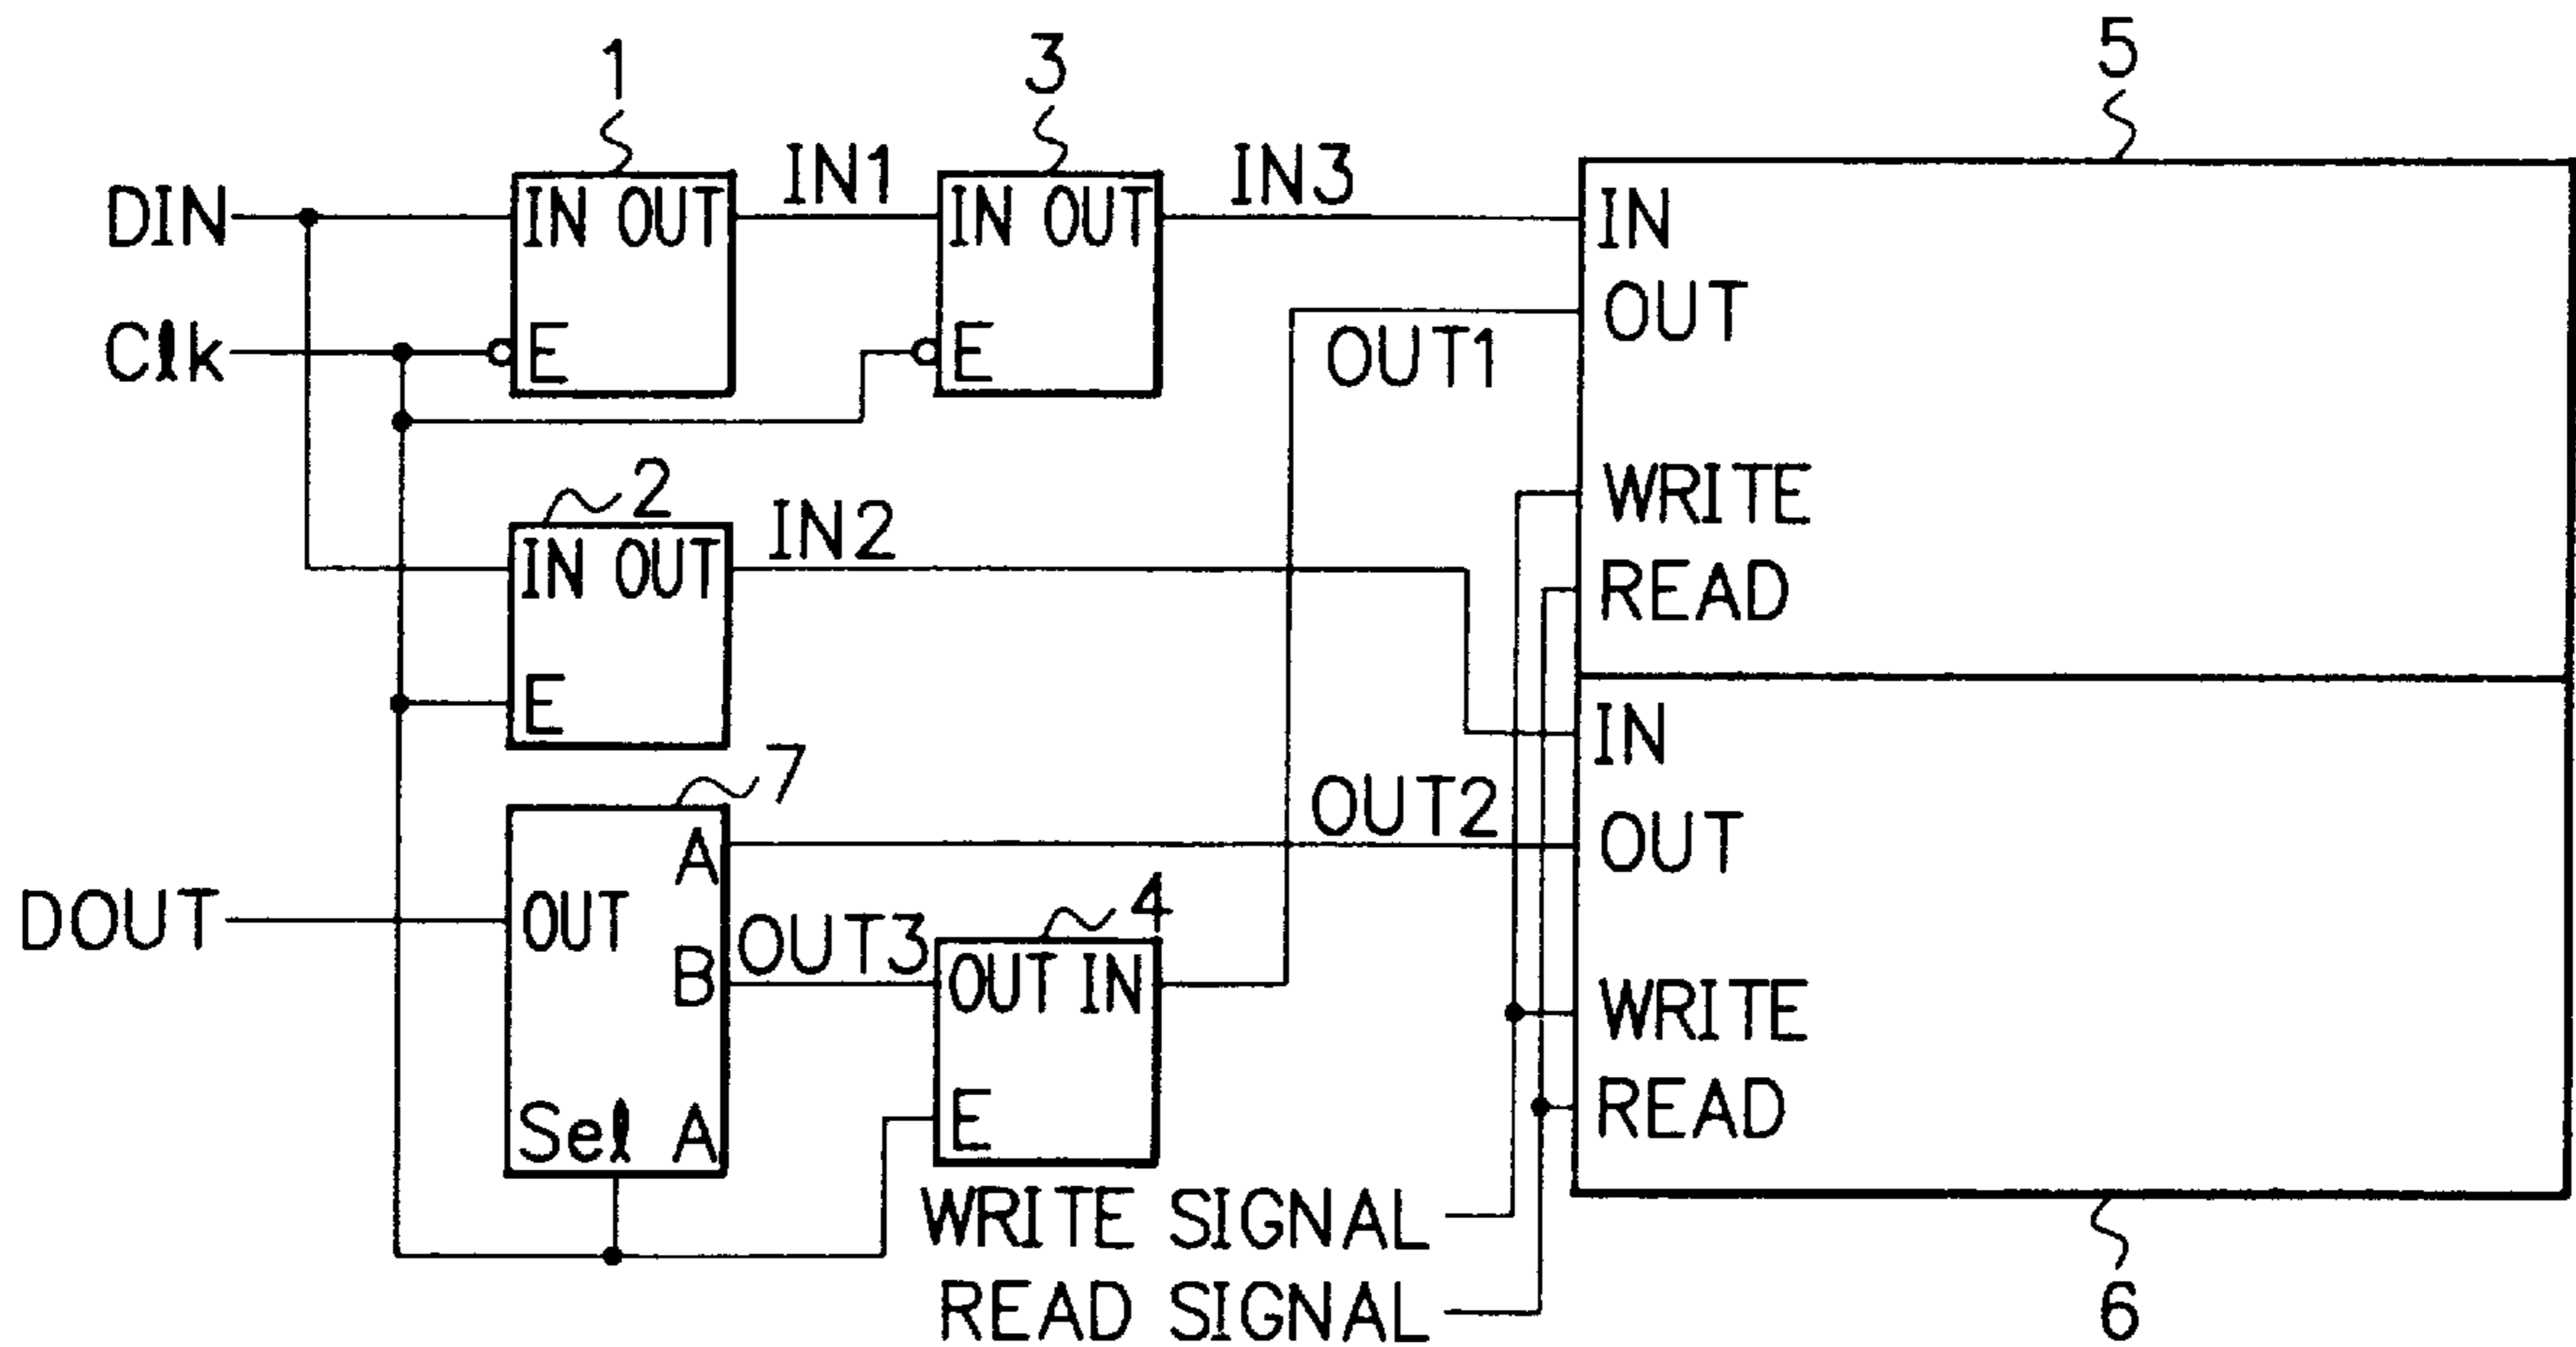 1
3
5
DIN
IN OUT
IN1
IN OUT
IN3
IN
OUT
Clk
E
E
OUT1
2
WRITE
IN OUT
IN2
READ
E
IN
7
OUT2
OUT
A
DOUT
OUT
B
OUT3
4
OUT IN
WRITE
Sel A
E
READ
WRITE SIGNAL
READ SIGNAL
6